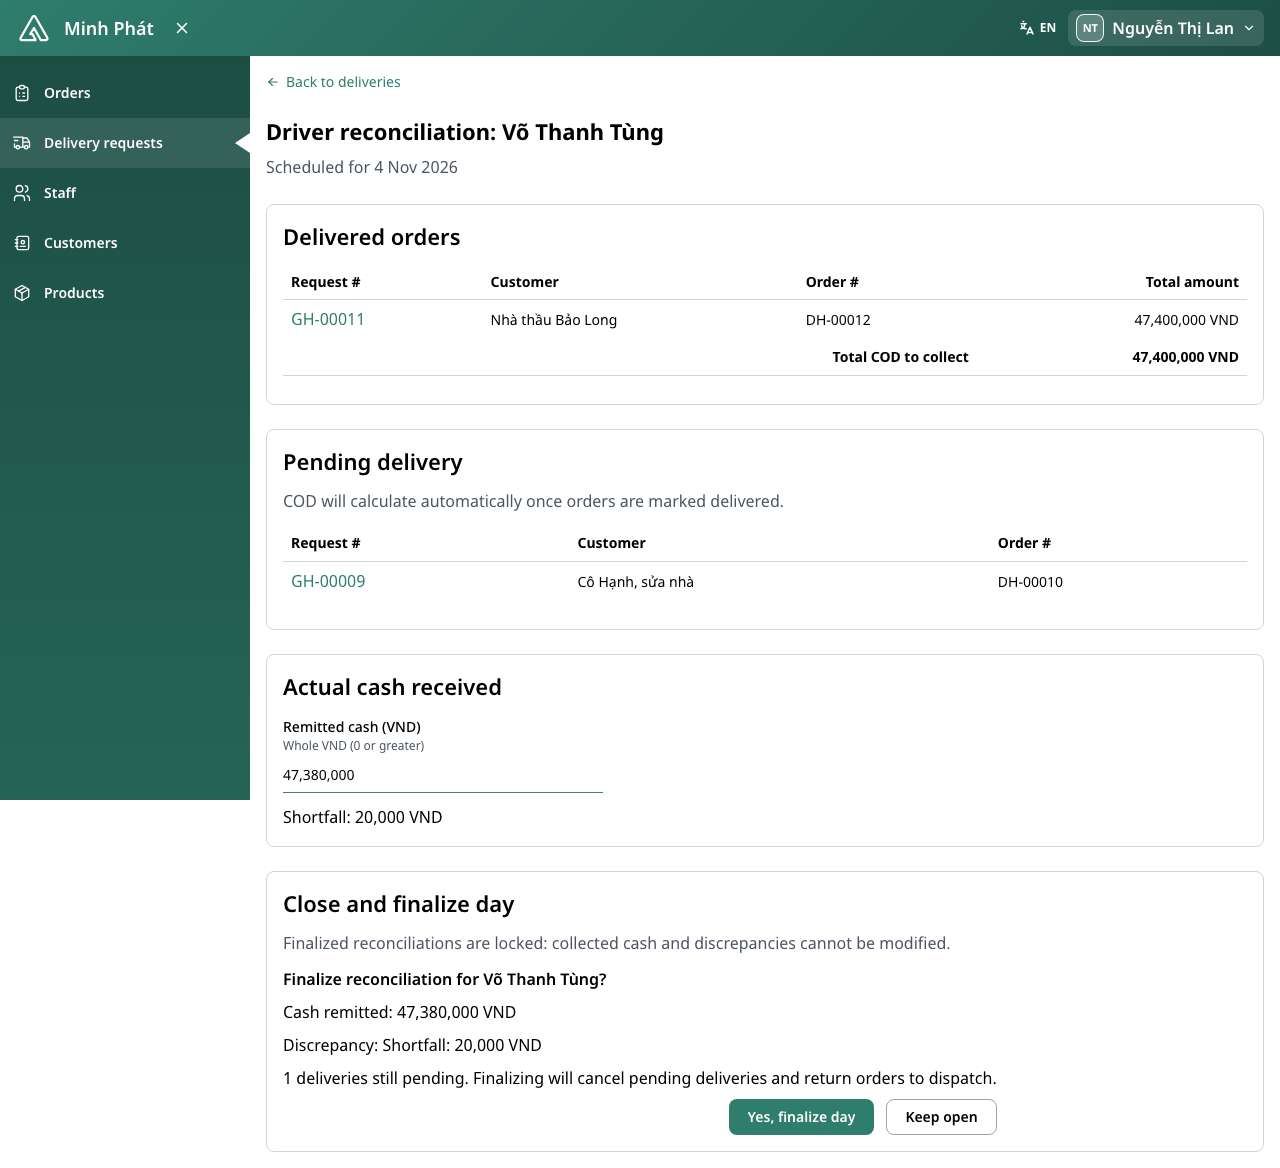 Minh Phát
EN
NT
Nguyễn Thị Lan
Orders
Delivery requests
Staff
Customers
Products
Back to deliveries
Driver reconciliation: Võ Thanh Tùng
Scheduled for 4 Nov 2026
Delivered orders
Request # Customer Order # Total amount
GH-00011 Nhà thầu Bảo Long DH-00012 47,400,000 VND
Total COD to collect 47,400,000 VND
Pending delivery
COD will calculate automatically once orders are marked delivered.
Request # Customer Order #
GH-00009 Cô Hạnh, sửa nhà DH-00010
Actual cash received
Remitted cash (VND)
Whole VND (0 or greater)
47,380,000
Shortfall: 20,000 VND
Close and finalize day
Finalized reconciliations are locked: collected cash and discrepancies cannot be modified.
Finalize reconciliation for Võ Thanh Tùng?
Cash remitted: 47,380,000 VND
Discrepancy: Shortfall: 20,000 VND
1 deliveries still pending. Finalizing will cancel pending deliveries and return orders to dispatch.
Yes, finalize day Keep open